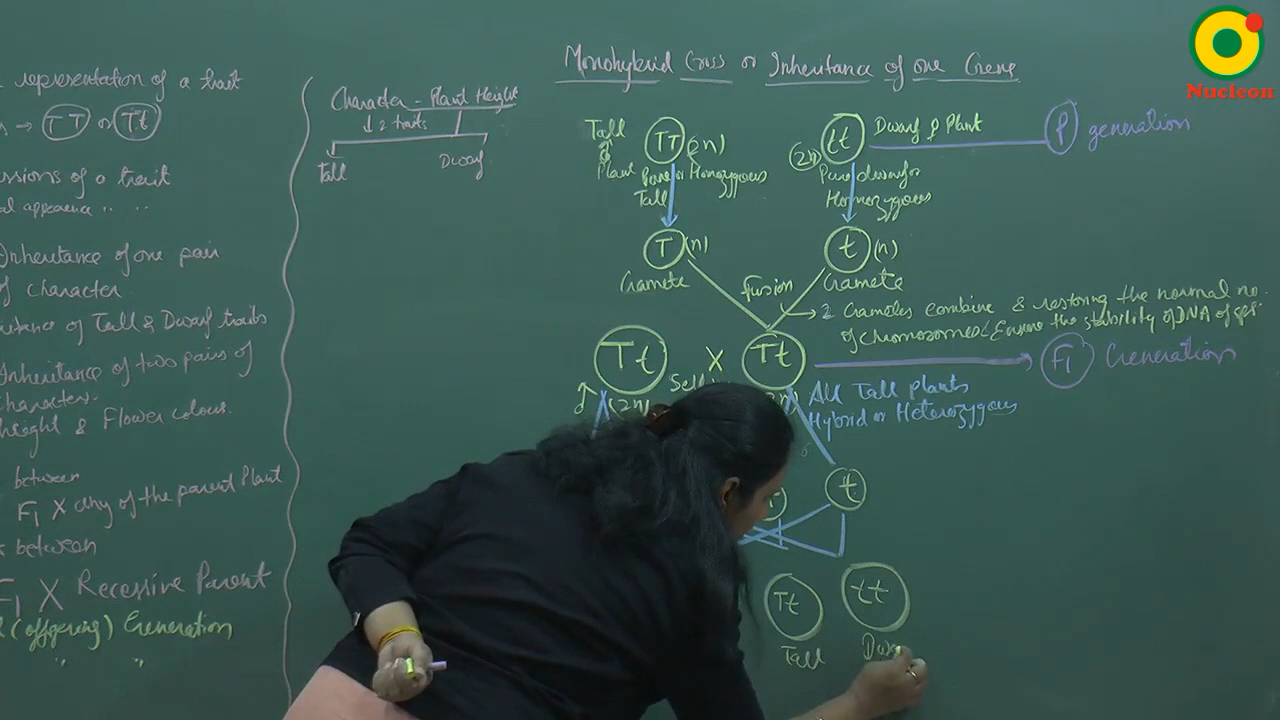 representation of a trait
→ TT or Tt
ssions of a trait
al appearance " "
Inheritance of one pair
of character
itance of Tall & Dwarf traits
Inheritance of two pairs of
characters.
height & Flower colour.
between
F1 X any of the parent Plant
between
F1 X Recessive Parent
(offspring) Generation
" "
Character - Plant Height
↓ 2 traits
Tall
Dwarf
Monohybrid Cross or Inheritance of one Gene
Tall
Plant
TT (2n)
Pure or Homozygous
Tall
(2n) tt
Dwarf ♀ Plant
Pure dwarf or
Homozygous
P generation
T (n)
Gamete
t (n)
Gamete
fusion
→ 2 Gametes combine & restoring the normal no.
of chromosomes & Ensure the stability of DNA of sps.
Tt X Tt
F1 Generation
♂ (2n)
All Tall plants
Hybrid or Heterozygous
t
Tt
tt
Tall
Nucleon